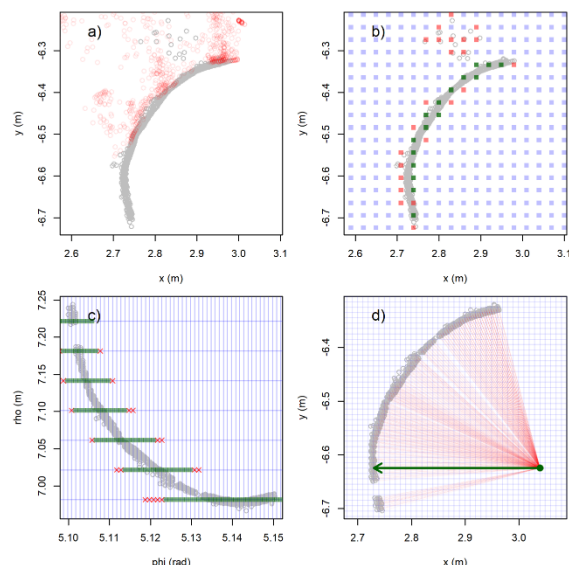 a)
-6.3
-6.4
-6.5
-6.6
-6.7
y (m)
2.6 2.7 2.8 2.9 3.0 3.1
x (m)
b)
-6.3
-6.4
-6.5
-6.6
-6.7
y (m)
2.6 2.7 2.8 2.9 3.0 3.1
x (m)
c)
7.25
7.20
7.15
7.10
7.05
7.00
rho (m)
5.10 5.11 5.12 5.13 5.14 5.15
phi (rad)
d)
-6.3
-6.4
-6.5
-6.6
-6.7
y (m)
2.7 2.8 2.9 3.0
x (m)